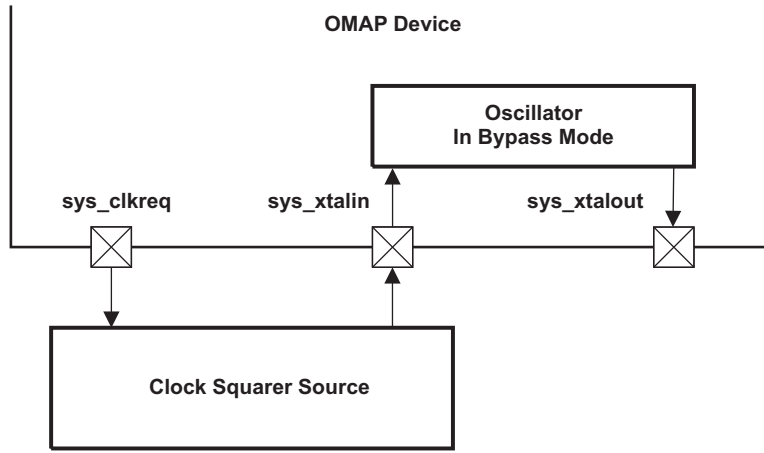 OMAP Device
Oscillator
In Bypass Mode
sys_clkreq
sys_xtalin
sys_xtalout
Clock Squarer Source